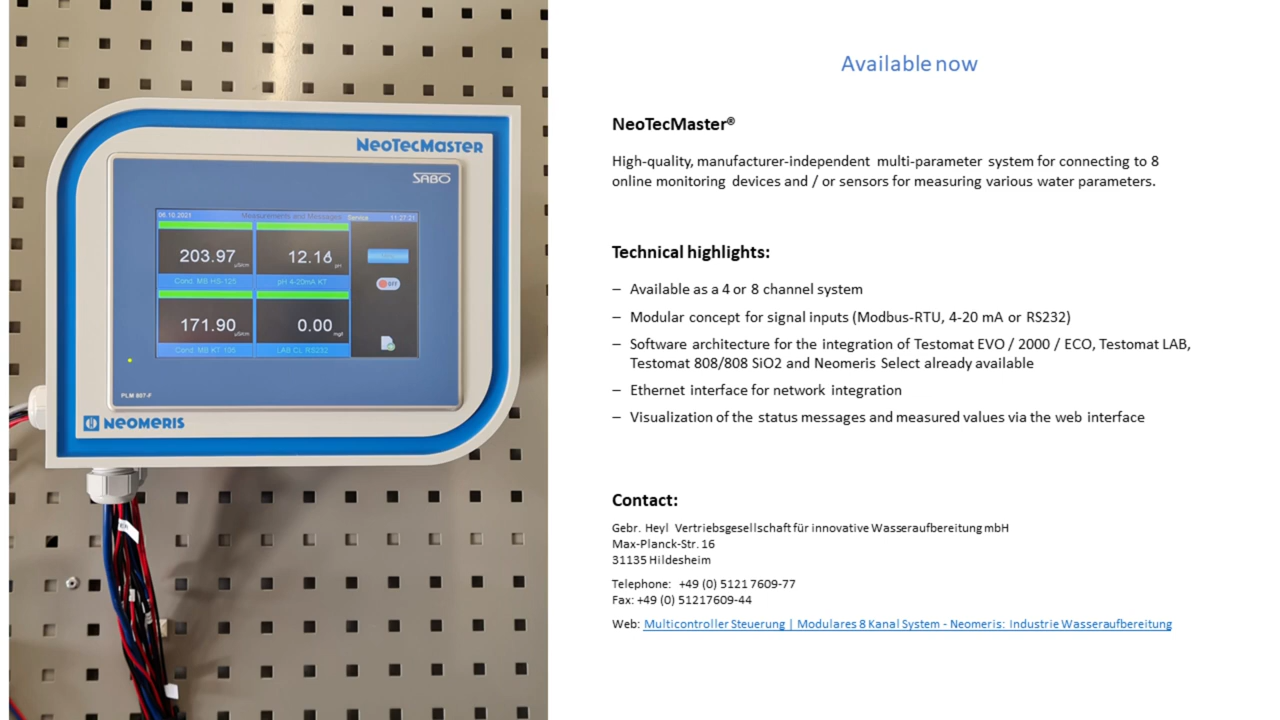 NeoTecMaster
SABO
06.10.2021 Measurements and Messages Service 11:27:21
203.97 µS/cm
12.16 pH
Cond. MB HS-125
pH 4-20mA KT
OFF
171.90 µS/cm
0.00 mg/l
Cond. MB KT-105
LAB CL RS232
PLM 807-F
NEOMERIS
Available now
NeoTecMaster®
High-quality, manufacturer-independent multi-parameter system for connecting to 8
online monitoring devices and / or sensors for measuring various water parameters.
Technical highlights:
– Available as a 4 or 8 channel system
– Modular concept for signal inputs (Modbus-RTU, 4-20 mA or RS232)
– Software architecture for the integration of Testomat EVO / 2000 / ECO, Testomat LAB,
Testomat 808/808 SiO2 and Neomeris Select already available
– Ethernet interface for network integration
– Visualization of the status messages and measured values via the web interface
Contact:
Gebr. Heyl Vertriebsgesellschaft für innovative Wasseraufbereitung mbH
Max-Planck-Str. 16
31135 Hildesheim
Telephone: +49 (0) 5121 7609-77
Fax: +49 (0) 51217609-44
Web: Multicontroller Steuerung | Modulares 8 Kanal System - Neomeris: Industrie Wasseraufbereitung